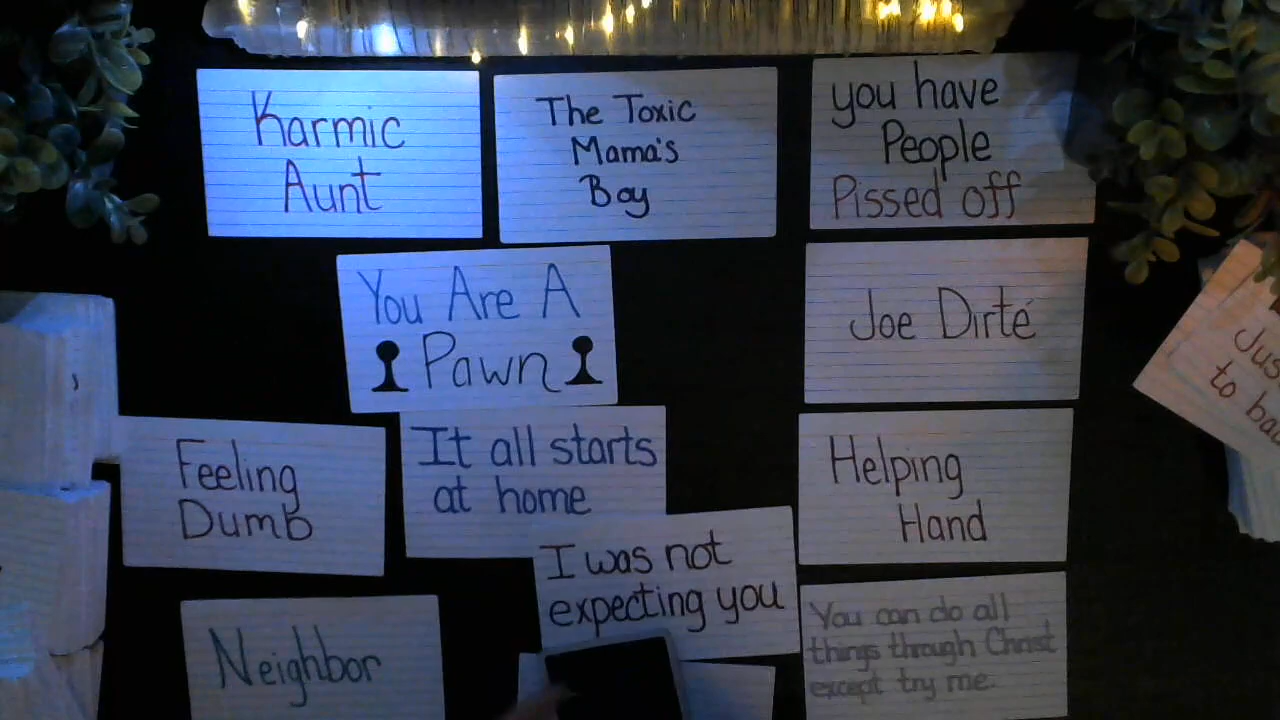 Karmic
Aunt
The Toxic
Mama's
Boy
you have
People
Pissed off
You Are A
Pawn
Joe Dirté
Feeling
Dumb
It all starts
at home
Helping
Hand
I was not
expecting you
Neighbor
You can do all
things through Christ
except try me.
to